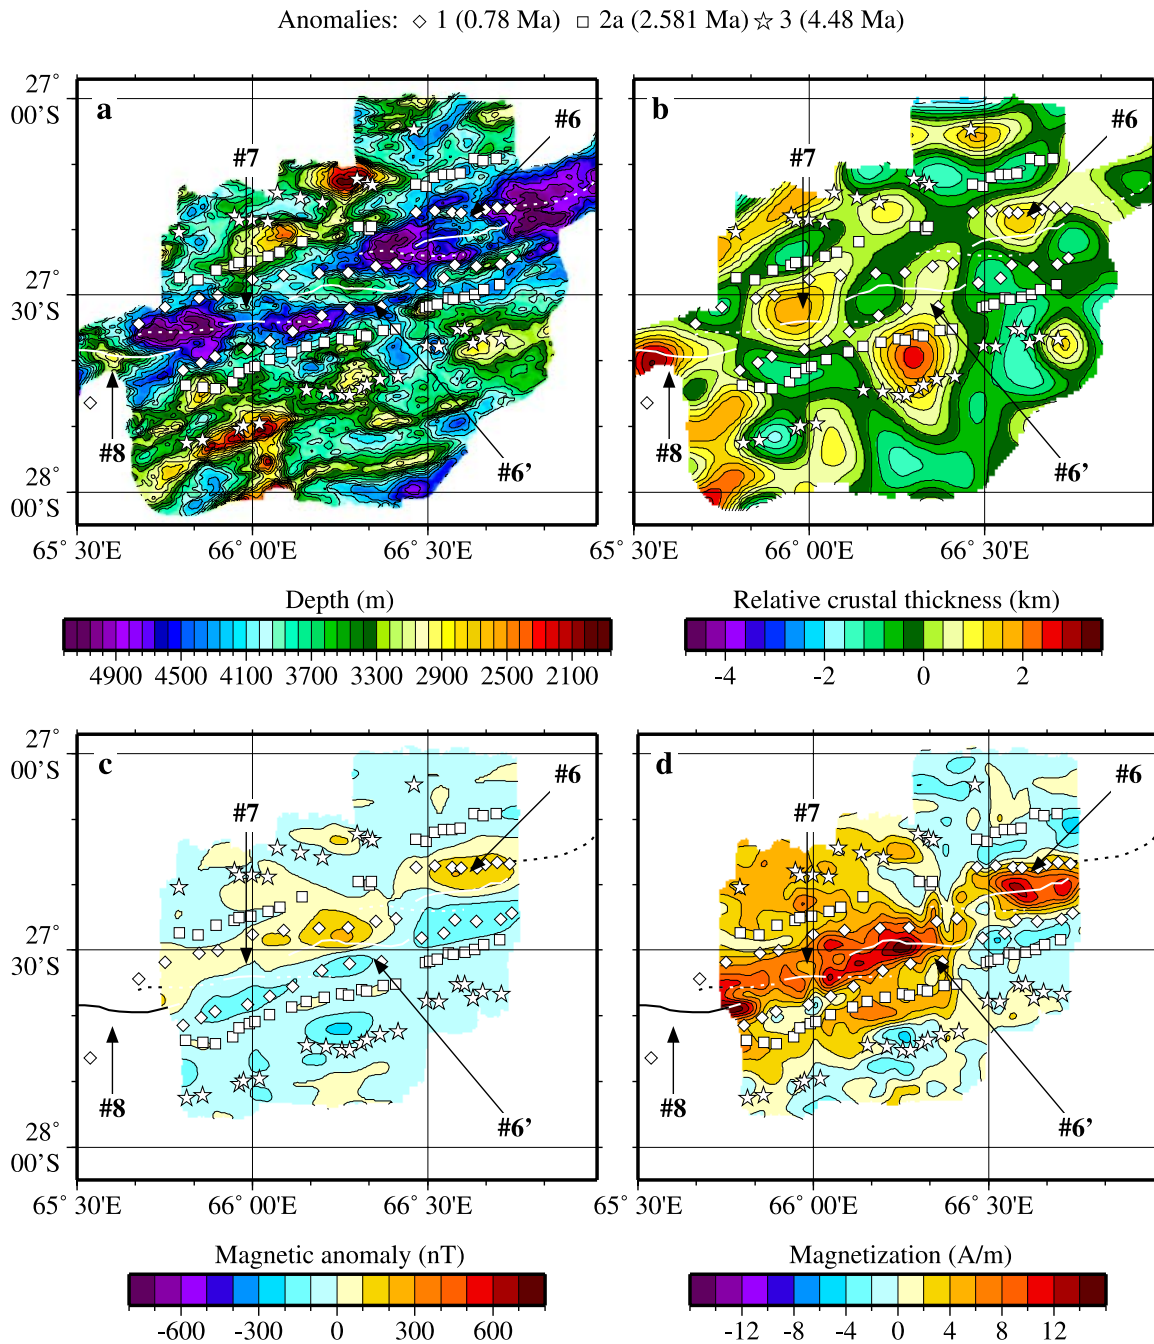 Anomalies: ◇ 1 (0.78 Ma) □ 2a (2.581 Ma) ☆ 3 (4.48 Ma)
27°
00'S
27°
30'S
28°
00'S
a
#6
#7
#8
#6’
65° 30'E 66° 00'E 66° 30'E
b
#6
#7
#8
#6’
65° 30'E 66° 00'E 66° 30'E
Depth (m)
4900 4500 4100 3700 3300 2900 2500 2100
Relative crustal thickness (km)
-4 -2 0 2
27°
00'S
27°
30'S
28°
00'S
c
#6
#7
#8
#6’
65° 30'E 66° 00'E 66° 30'E
d
#6
#7
#8
#6’
65° 30'E 66° 00'E 66° 30'E
Magnetic anomaly (nT)
-600 -300 0 300 600
Magnetization (A/m)
-12 -8 -4 0 4 8 12